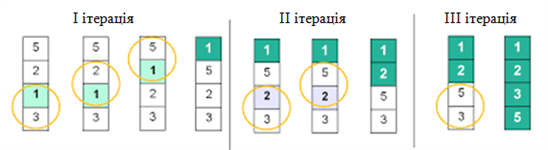 I ітерація II ітерація III ітерація
5 5 5 1 1 1 1 1 1
2 2 1 5 5 5 2 2 2
1 1 2 2 2 2 5 5 3
3 3 3 3 3 3 3 3 5